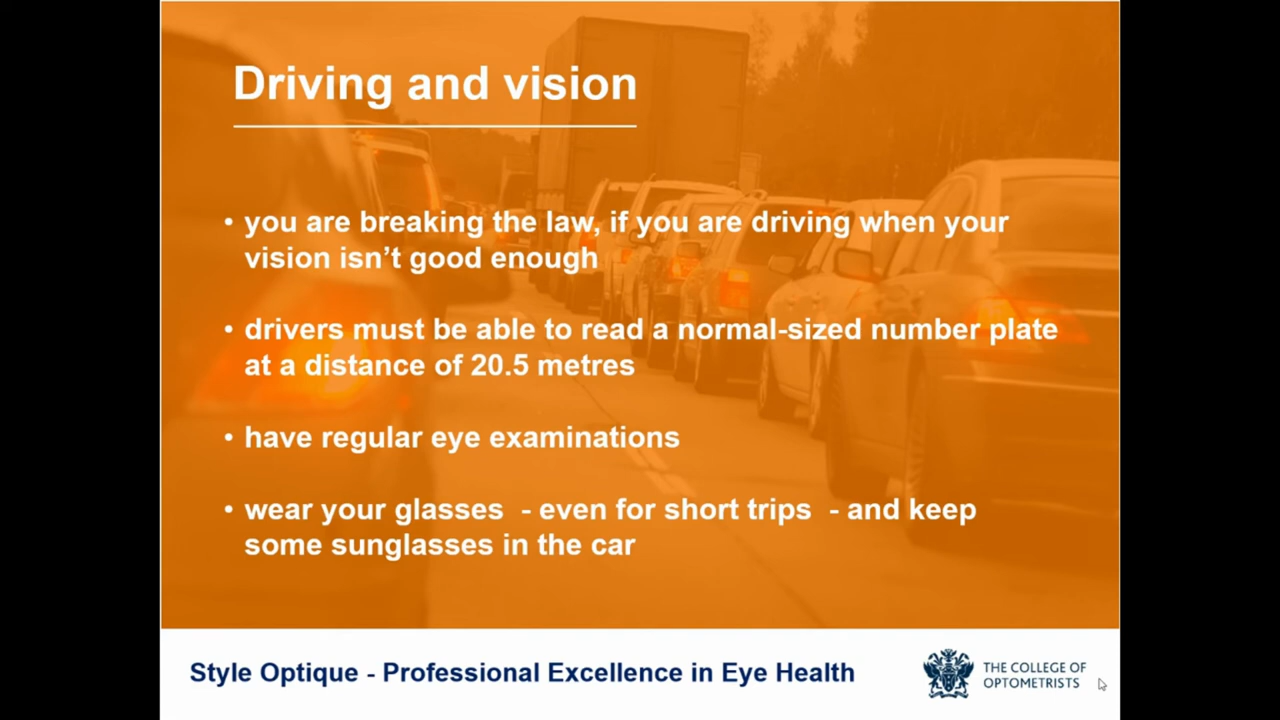 Driving and vision
• you are breaking the law, if you are driving when your
vision isn’t good enough
• drivers must be able to read a normal-sized number plate
at a distance of 20.5 metres
• have regular eye examinations
• wear your glasses - even for short trips - and keep
some sunglasses in the car
Style Optique - Professional Excellence in Eye Health
THE COLLEGE OF
OPTOMETRISTS